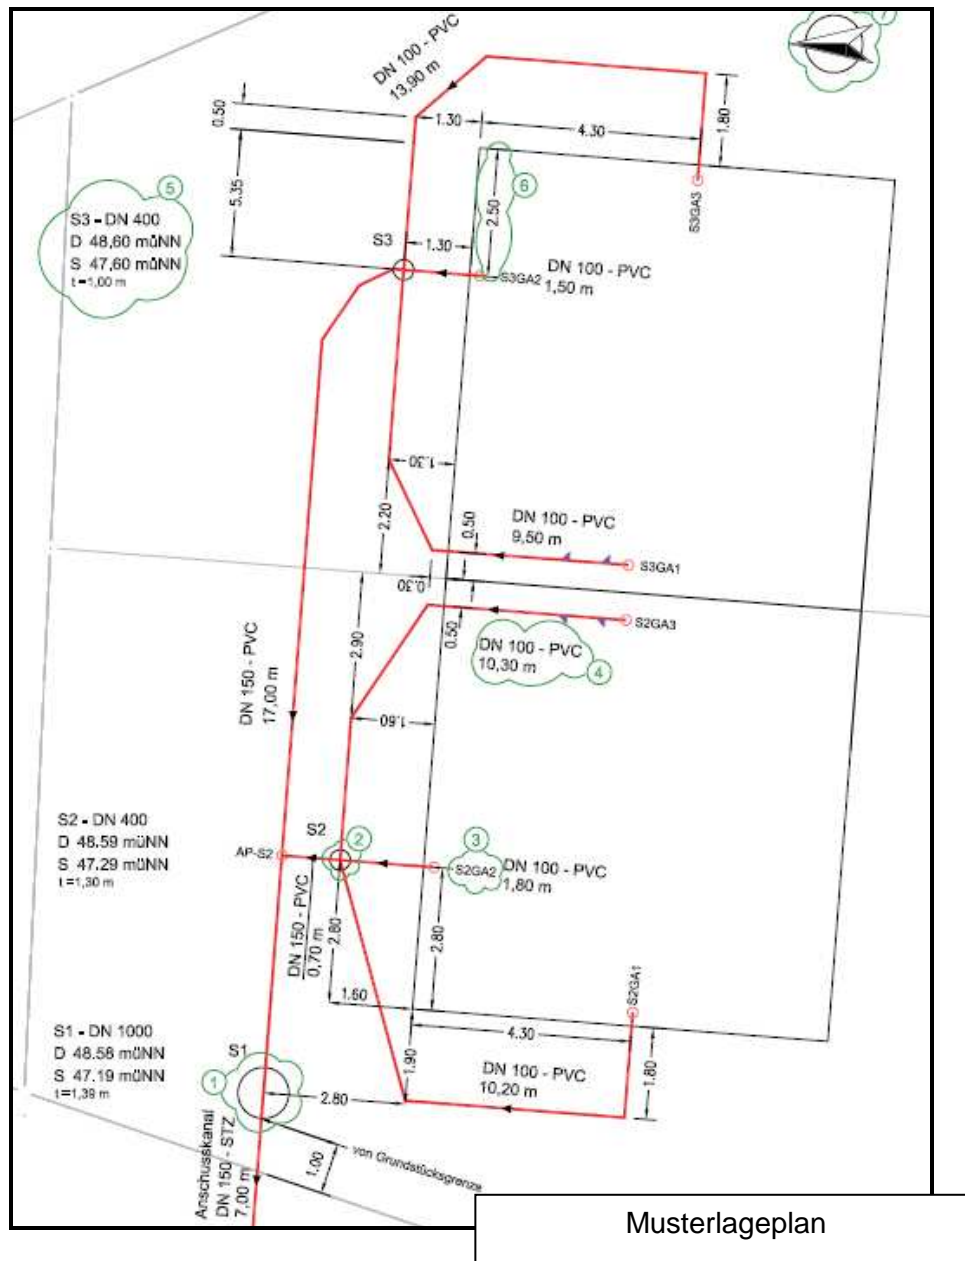 7
DN 100 - PVC
13,90 m
0.50
1.30
4.30
1.80
5
S3 - DN 400
D 48,60 müNN
S 47,60 müNN
t=1,00 m
5.35
6
2.50
S3GA3
S3
1.30
DN 100 - PVC
1,50 m
S3GA2
1.30
2.20
DN 100 - PVC
9,50 m
0.50
S3GA1
0.30
0.50
S2GA3
DN 100 - PVC
10,30 m
4
2.90
DN 150 - PVC
17,00 m
1.60
S2 - DN 400
D 48.59 müNN
S 47.29 müNN
t=1,30 m
S2
2
3
AP-S2
S2GA2
DN 100 - PVC
1,80 m
DN 150 - PVC
0,70 m
2.80
2.80
S2GA1
1.60
4.30
S1 - DN 1000
D 48.58 müNN
S 47.19 müNN
t=1,39 m
S1
1
1.90
DN 100 - PVC
10,20 m
1.80
2.80
Anschusskanal
DN 150 - STZ
7,00 m
1.00
von Grundstücksgrenze
Musterlageplan